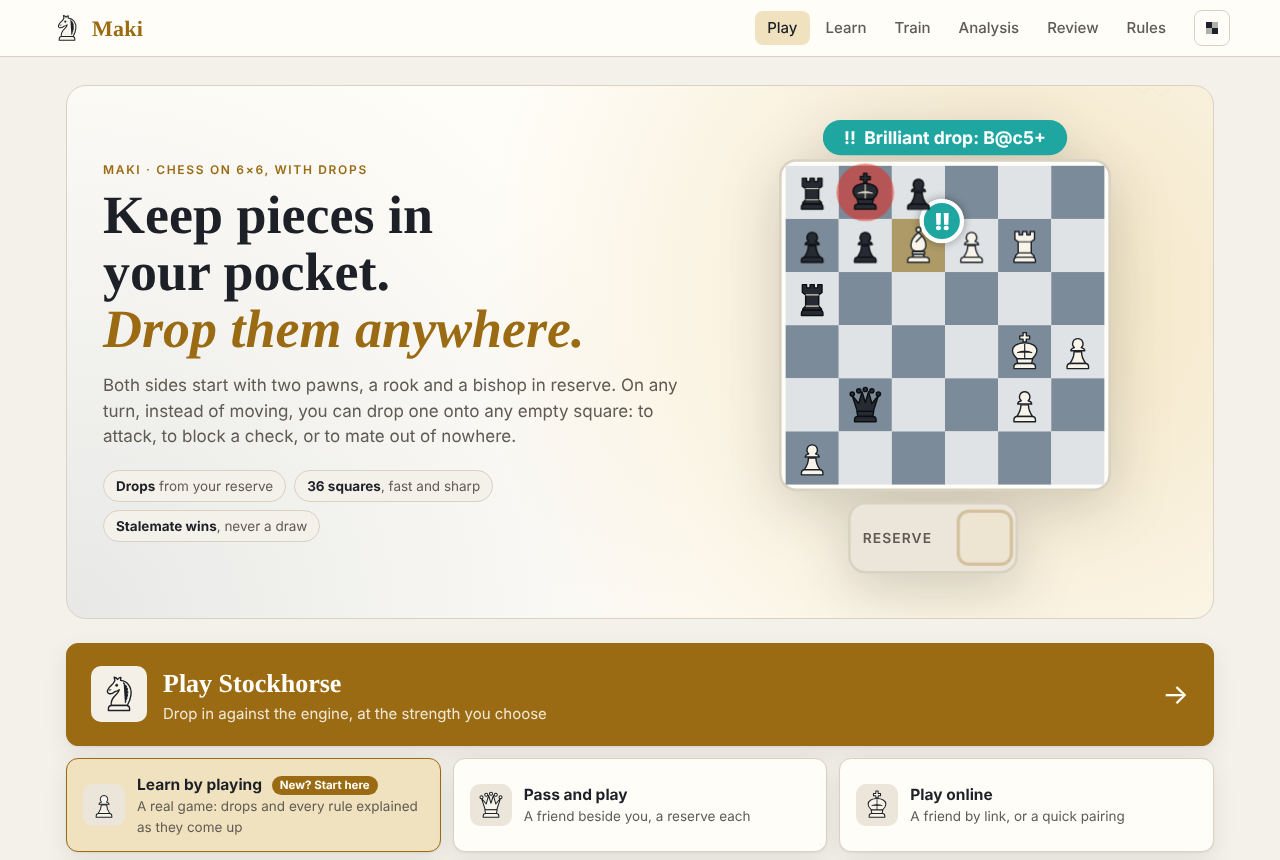 Maki
Play Learn Train Analysis Review Rules
MAKI · CHESS ON 6×6, WITH DROPS
Keep pieces in
your pocket.
Drop them anywhere.
Both sides start with two pawns, a rook and a bishop in reserve. On any
turn, instead of moving, you can drop one onto any empty square: to
attack, to block a check, or to mate out of nowhere.
Drops from your reserve
36 squares, fast and sharp
Stalemate wins, never a draw
!! Brilliant drop: B@c5+
!!
RESERVE
Play Stockhorse
Drop in against the engine, at the strength you choose
Learn by playing New? Start here
A real game: drops and every rule explained
as they come up
Pass and play
A friend beside you, a reserve each
Play online
A friend by link, or a quick pairing